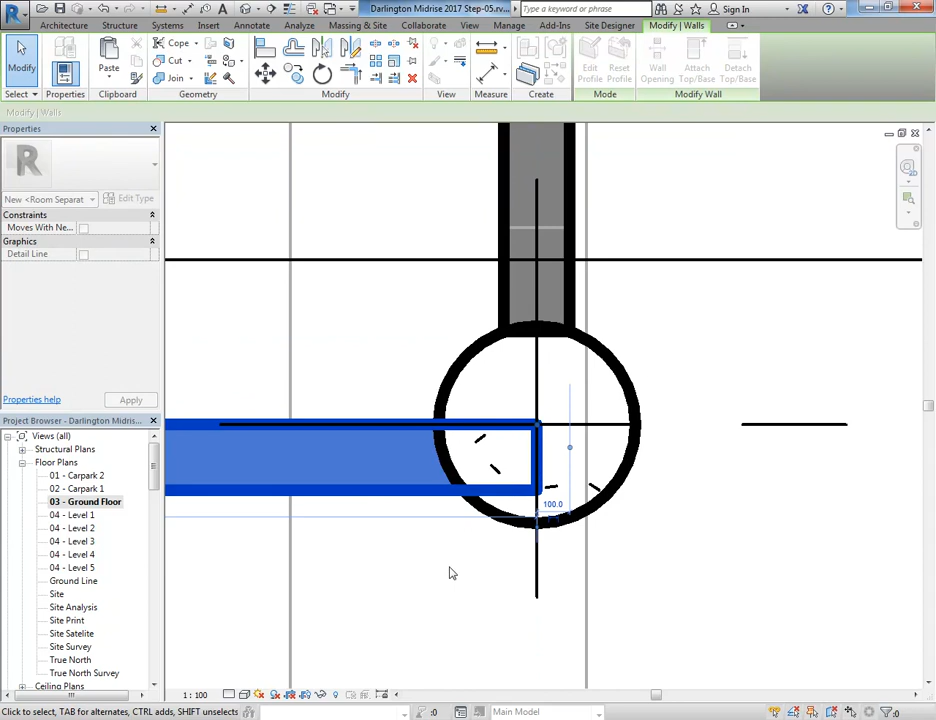 Darlington Midrise 2017 Step-05.rv...
Type a keyword or phrase
Sign In
Architecture Structure Systems Insert Annotate Analyze Massing & Site Collaborate View Manage Add-Ins Site Designer Modify | Walls
Modify
Paste
Cope
Cut
Join
Edit Profile
Reset Profile
Wall Opening
Attach Top/Base
Detach Top/Base
Select Properties Clipboard Geometry Modify View Measure Create Mode Modify Wall
Modify | Walls
Properties
New <Room Separat
Edit Type
Constraints
Moves With Ne...
Graphics
Detail Line
Properties help
Apply
Project Browser - Darlington Midris...
Views (all)
Structural Plans
Floor Plans
01 - Carpark 2
02 - Carpark 1
03 - Ground Floor
04 - Level 1
04 - Level 2
04 - Level 3
04 - Level 4
04 - Level 5
Ground Line
Site
Site Analysis
Site Print
Site Satelite
Site Survey
True North
True North Survey
Ceiling Plans
100.0
1 : 100
Click to select, TAB for alternates, CTRL adds, SHIFT unselects
:0
Main Model
:0